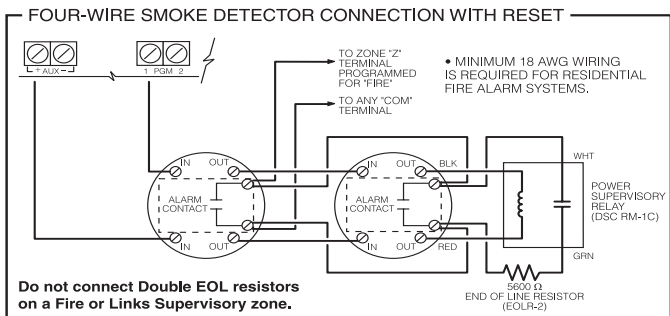 FOUR-WIRE SMOKE DETECTOR CONNECTION WITH RESET
+ AUX -
1 PGM 2
TO ZONE "Z"
TERMINAL
PROGRAMMED
FOR "FIRE"
TO ANY "COM"
TERMINAL
• MINIMUM 18 AWG WIRING
IS REQUIRED FOR RESIDENTIAL
FIRE ALARM SYSTEMS.
IN
OUT
IN
OUT
BLK
WHT
ALARM
CONTACT
ALARM
CONTACT
POWER
SUPERVISORY
RELAY
(DSC RM-1C)
IN
OUT
IN
OUT
RED
GRN
5600 Ω
END OF LINE RESISTOR
(EOLR-2)
Do not connect Double EOL resistors
on a Fire or Links Supervisory zone.